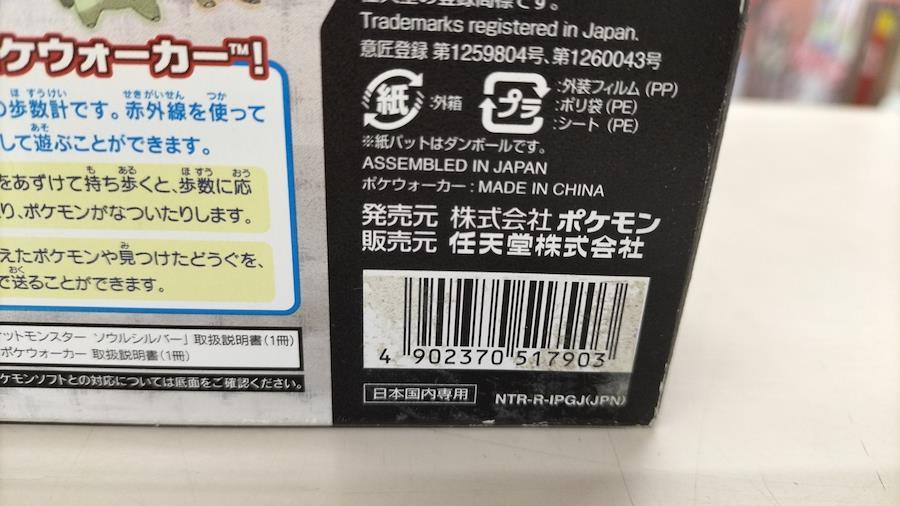 ケウォーカー™!
の歩数計です。赤外線を使って
して遊ぶことができます。
をあずけて持ち歩くと、歩数に応
り、ポケモンがなついたりします。
えたポケモンや見つけたどうぐを、
で送ることができます。
ットモンスター ソウルシルバー」取扱説明書(1冊)
ポケウォーカー 取扱説明書(1冊)
ケモンソフトとの対応については底面をご確認ください。
任天堂の登録商標です。
Trademarks registered in Japan.
意匠登録 第1259804号、第1260043号
紙 :外箱
プラ :外装フィルム (PP)
:ポリ袋 (PE)
:シート (PE)
※紙パットはダンボールです。
ASSEMBLED IN JAPAN
ポケウォーカー : MADE IN CHINA
発売元 株式会社ポケモン
販売元 任天堂株式会社
4 902370 517903
日本国内専用 NTR-R-IPGJ(JPN)